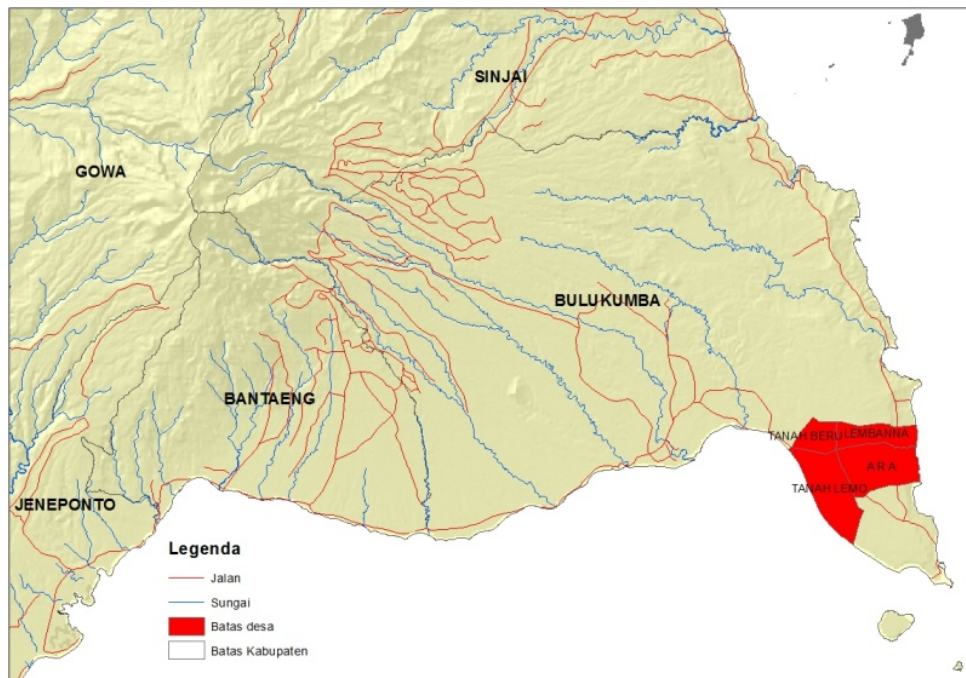 SINJAI
GOWA
BULUKUMBA
BANTAENG
TANAH BERU
LEMBANNA
A R A
TANAH LEMO
JENEPONTO
Legenda
Jalan
Sungai
Batas desa
Batas Kabupaten